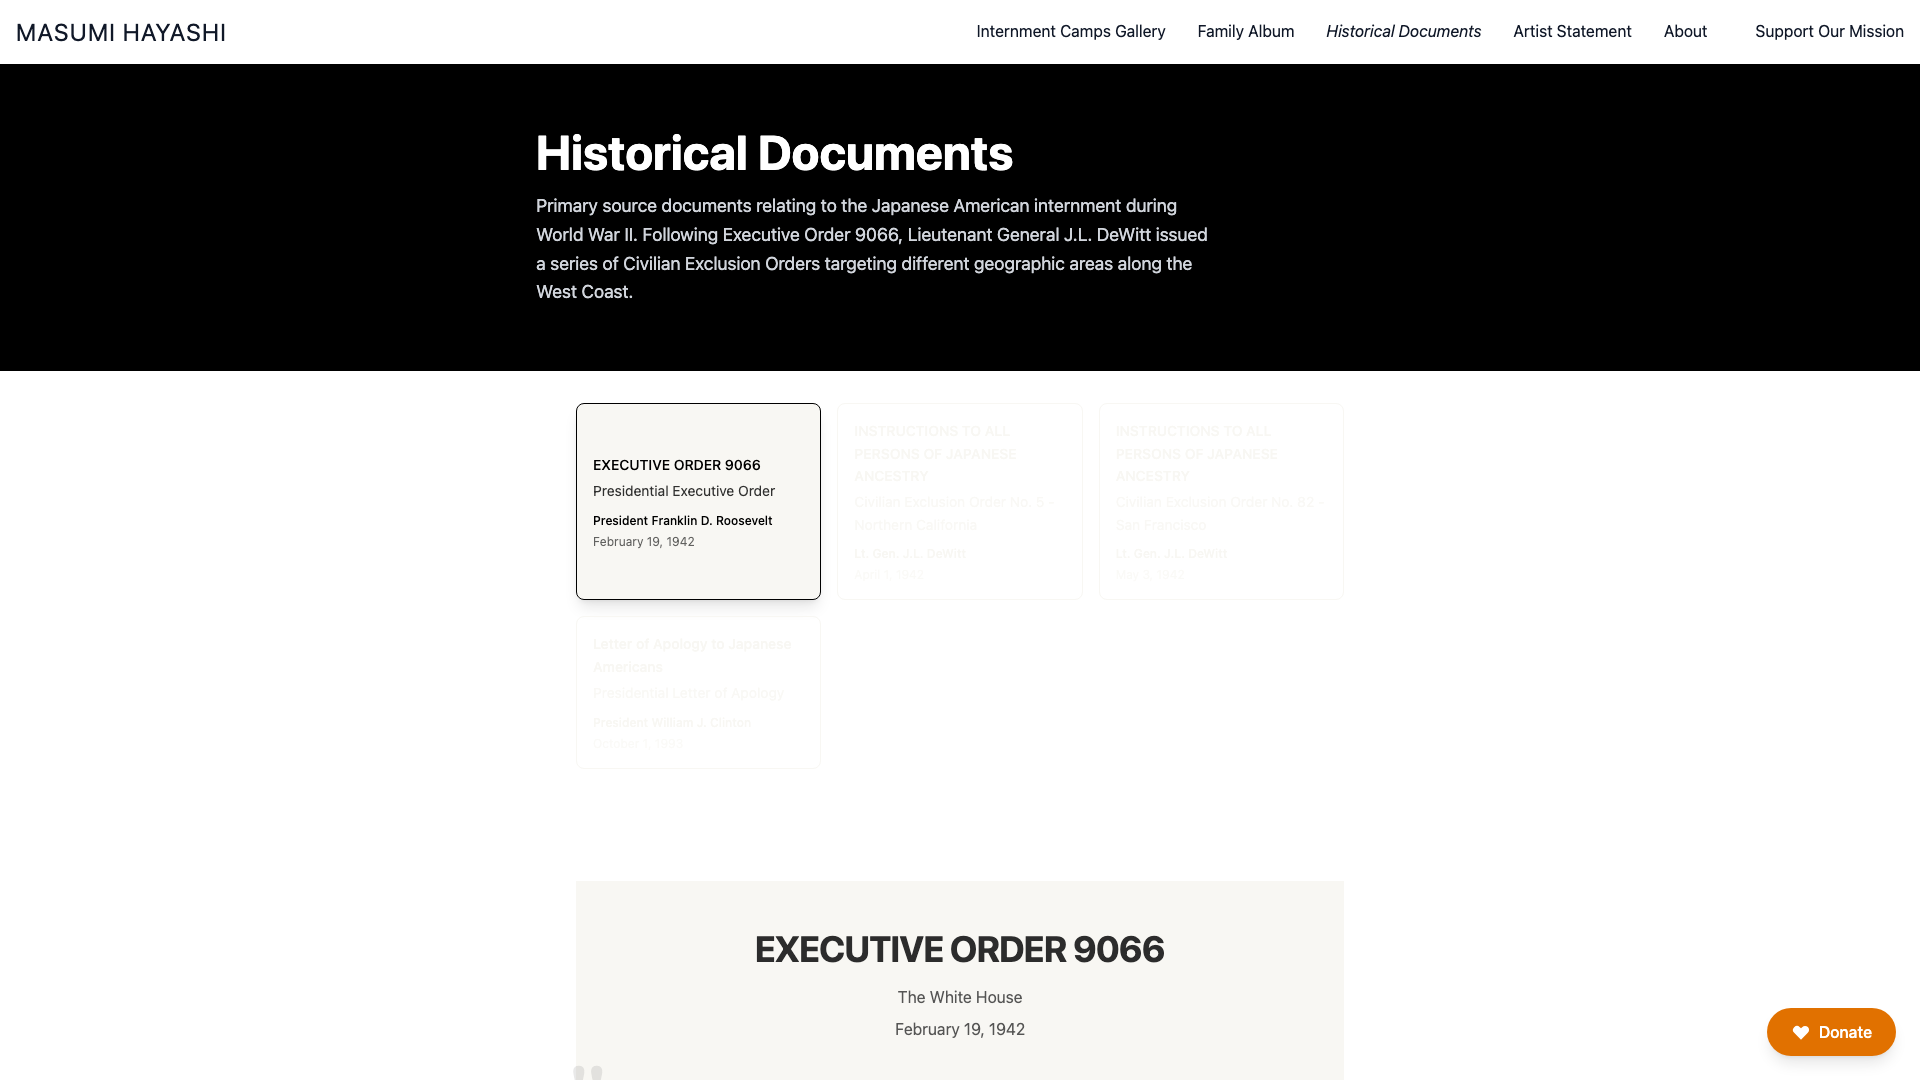 MASUMI HAYASHI
Internment Camps Gallery
Family Album
Historical Documents
Artist Statement
About
Support Our Mission
Historical Documents
Primary source documents relating to the Japanese American internment during
World War II. Following Executive Order 9066, Lieutenant General J.L. DeWitt issued
a series of Civilian Exclusion Orders targeting different geographic areas along the
West Coast.
EXECUTIVE ORDER 9066
Presidential Executive Order
President Franklin D. Roosevelt
February 19, 1942
INSTRUCTIONS TO ALL
PERSONS OF JAPANESE
ANCESTRY
Civilian Exclusion Order No. 5 -
Northern California
Lt. Gen. J.L. DeWitt
April 1, 1942
INSTRUCTIONS TO ALL
PERSONS OF JAPANESE
ANCESTRY
Civilian Exclusion Order No. 82 -
San Francisco
Lt. Gen. J.L. DeWitt
May 3, 1942
Letter of Apology to Japanese
Americans
Presidential Letter of Apology
President William J. Clinton
October 1, 1993
EXECUTIVE ORDER 9066
The White House
February 19, 1942
"
Donate